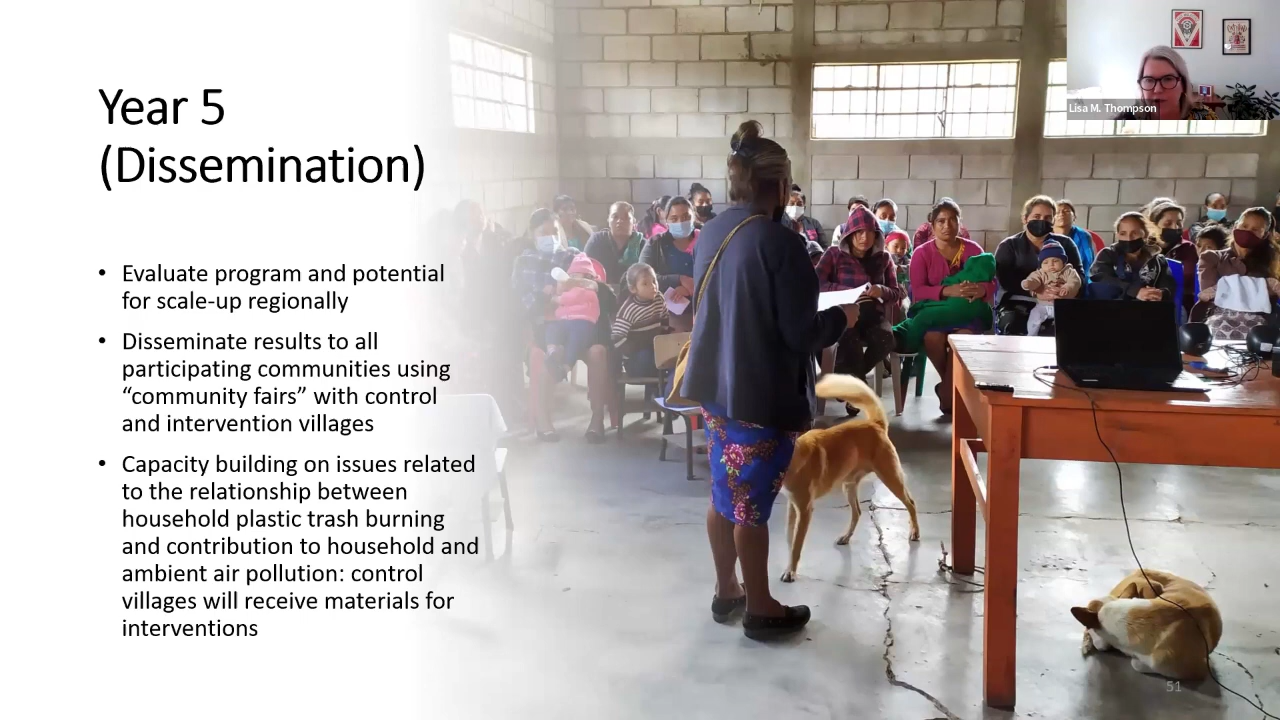 Lisa M. Thompson
Year 5
(Dissemination)
• Evaluate program and potential
for scale-up regionally
• Disseminate results to all
participating communities using
“community fairs” with control
and intervention villages
• Capacity building on issues related
to the relationship between
household plastic trash burning
and contribution to household and
ambient air pollution: control
villages will receive materials for
interventions
51